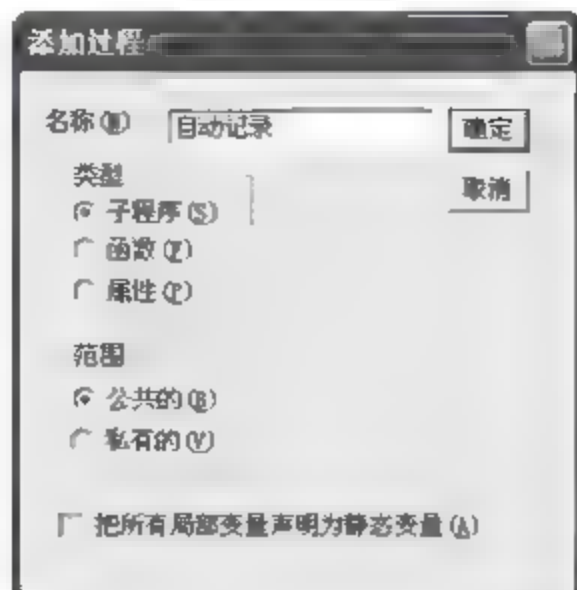 添加过程
名称(N) 自动记录 确定
类型 取消
子程序(S)
函数(F)
属性(P)
范围
公共的(B)
私有的(V)
把所有局部变量声明为静态变量(A)